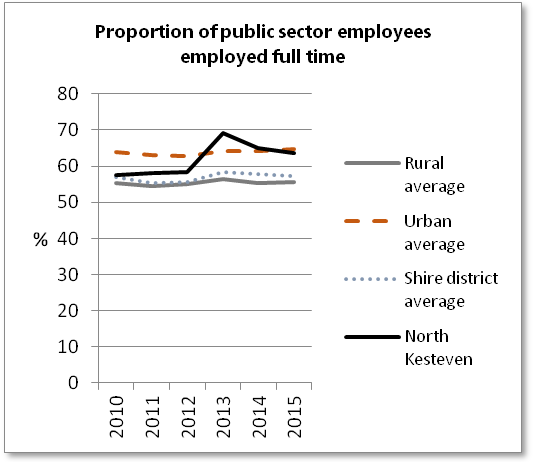 Proportion of public sector employees
employed full time
80
70
60
50
40
30
20
10
0
%
2010
2011
2012
2013
2014
2015
Rural
average
Urban
average
Shire district
average
North
Kesteven